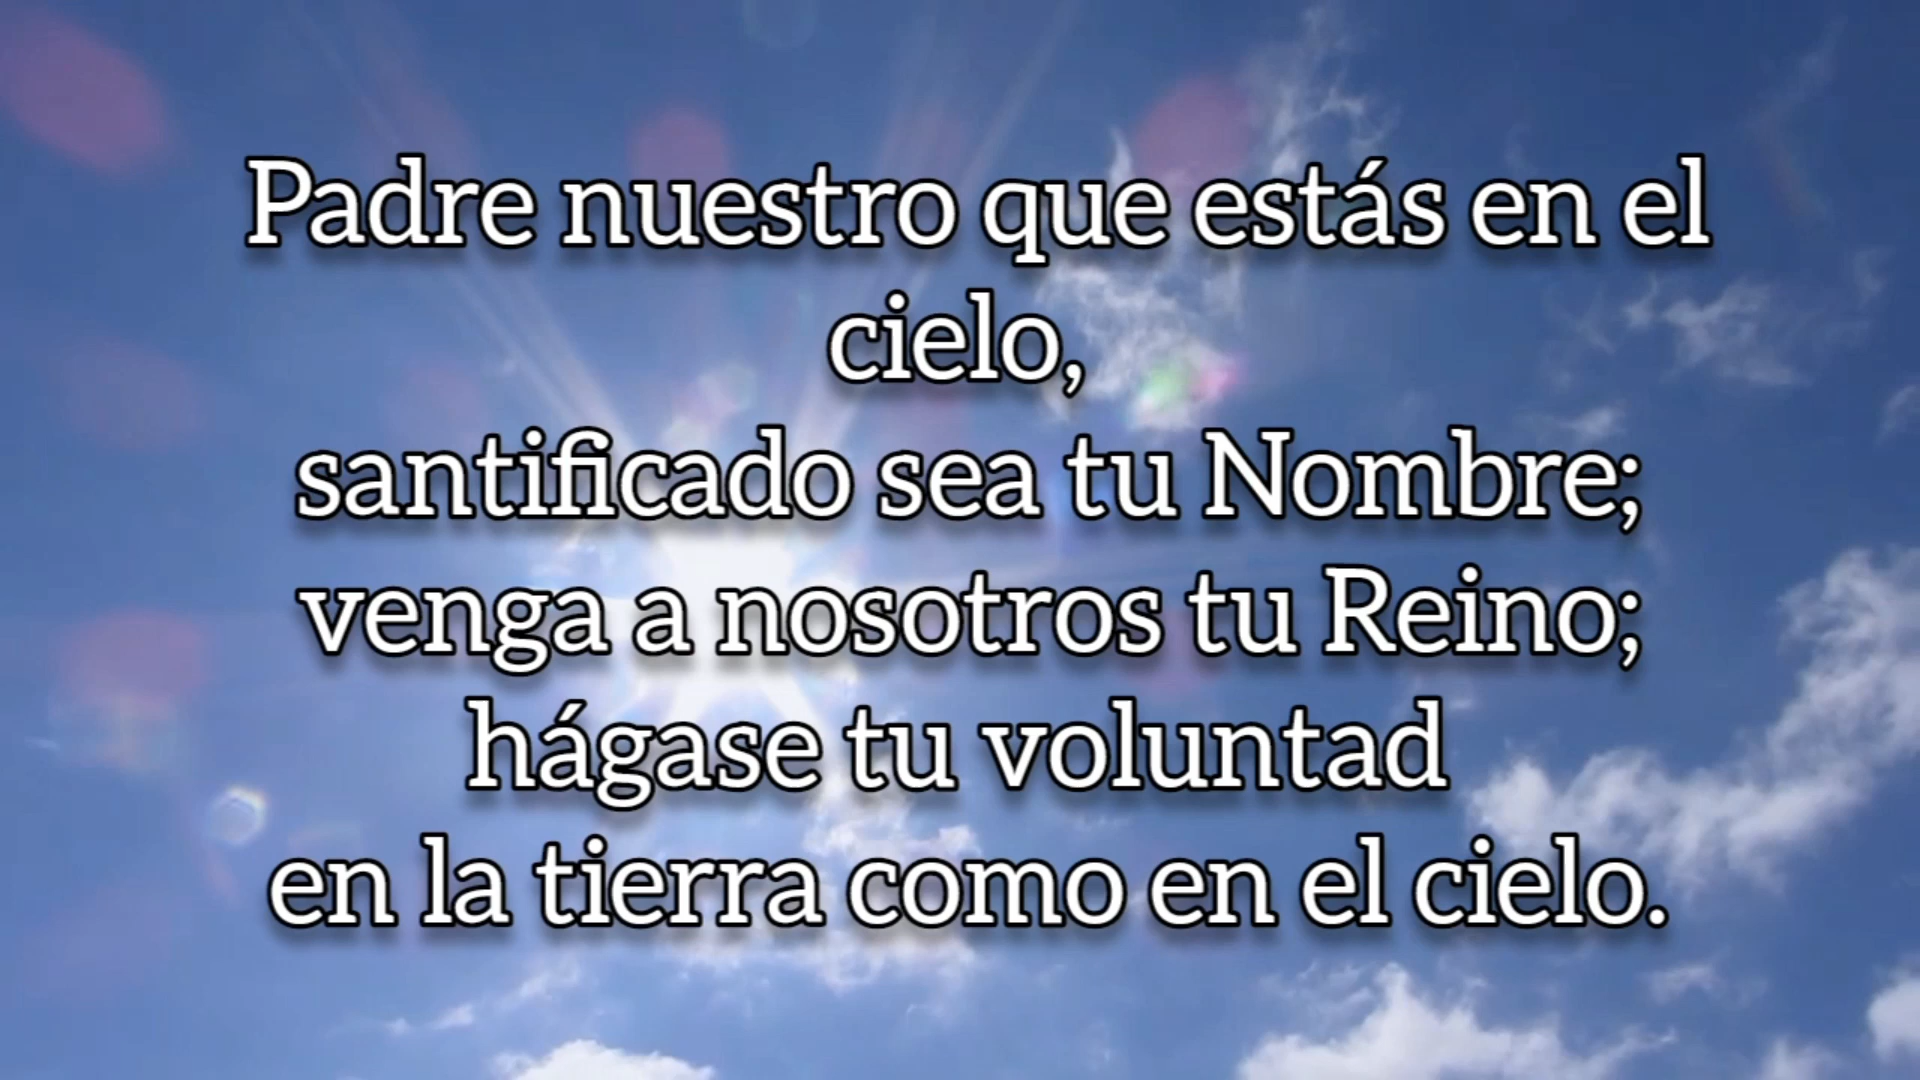 Padre nuestro que estás en el
cielo,
santificado sea tu Nombre;
venga a nosotros tu Reino;
hágase tu voluntad
en la tierra como en el cielo.